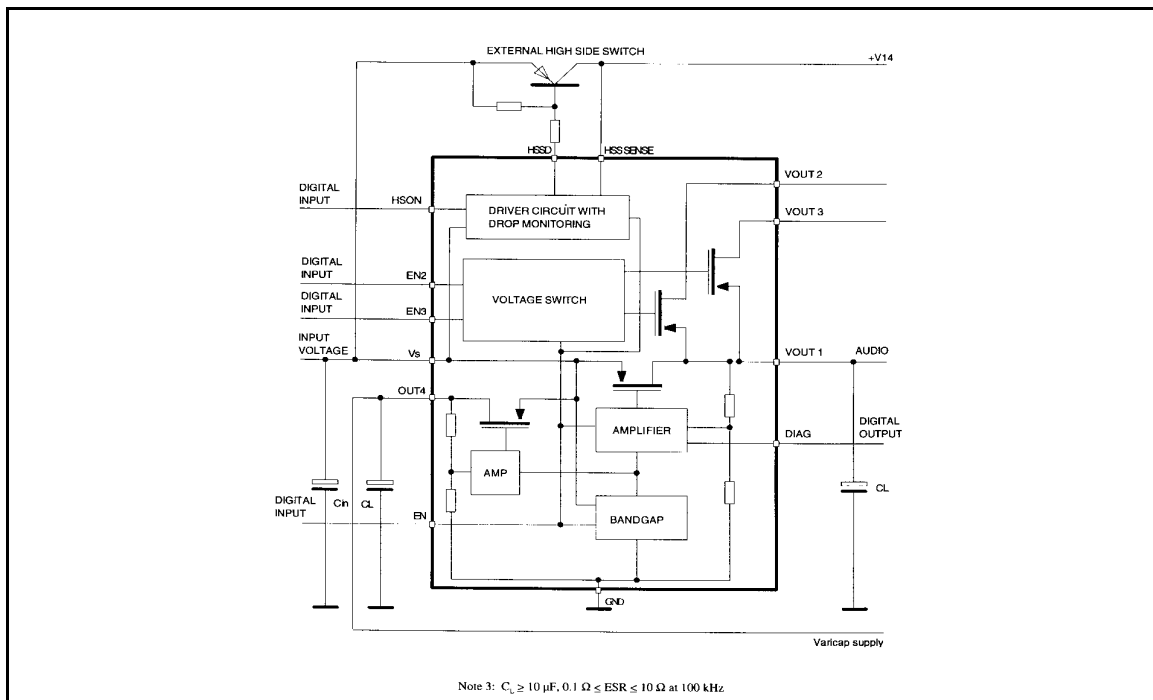 EXTERNAL HIGH SIDE SWITCH
+V14
HSSD
HSS SENSE
VOUT 2
DIGITAL
INPUT
HSON
DRIVER CIRCUIT WITH
DROP MONITORING
VOUT 3
DIGITAL
INPUT
EN2
VOLTAGE SWITCH
DIGITAL
INPUT
EN3
INPUT
VOLTAGE
Vs
VOUT 1
AUDIO
OUT4
AMPLIFIER
DIGITAL
OUTPUT
DIAG
AMP
Cin
CL
CL
DIGITAL
INPUT
EN
BANDGAP
GND
Varicap supply
Note 3: CL ≥ 10 µF, 0.1 Ω ≤ ESR ≤ 10 Ω at 100 kHz